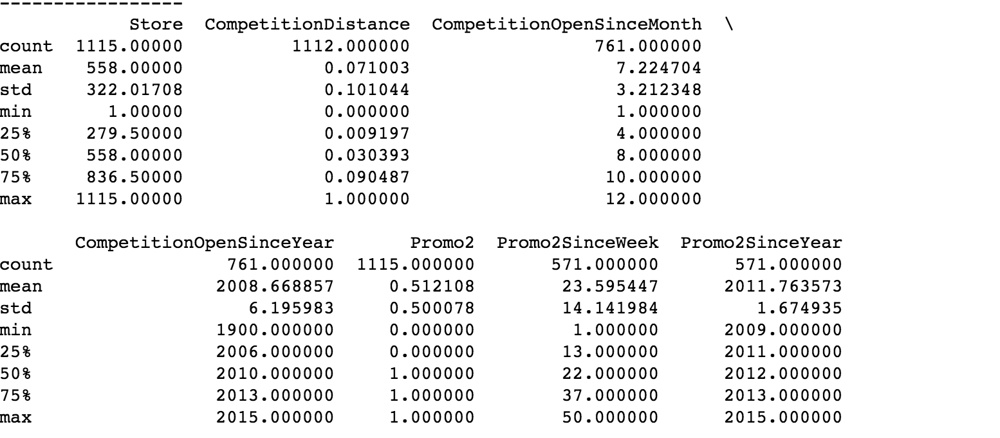 -----------------
Store  CompetitionDistance  CompetitionOpenSinceMonth  \
count  1115.00000          1112.000000                 761.000000
mean    558.00000             0.071003                   7.224704
std     322.01708             0.101044                   3.212348
min       1.00000             0.000000                   1.000000
25%     279.50000             0.009197                   4.000000
50%     558.00000             0.030393                   8.000000
75%     836.50000             0.090487                  10.000000
max    1115.00000             1.000000                  12.000000
CompetitionOpenSinceYear       Promo2  Promo2SinceWeek  Promo2SinceYear
count                761.000000  1115.000000       571.000000       571.000000
mean                2008.668857     0.512108        23.595447      2011.763573
std                    6.195983     0.500078        14.141984         1.674935
min                 1900.000000     0.000000         1.000000      2009.000000
25%                 2006.000000     0.000000        13.000000      2011.000000
50%                 2010.000000     1.000000        22.000000      2012.000000
75%                 2013.000000     1.000000        37.000000      2013.000000
max                 2015.000000     1.000000        50.000000      2015.000000